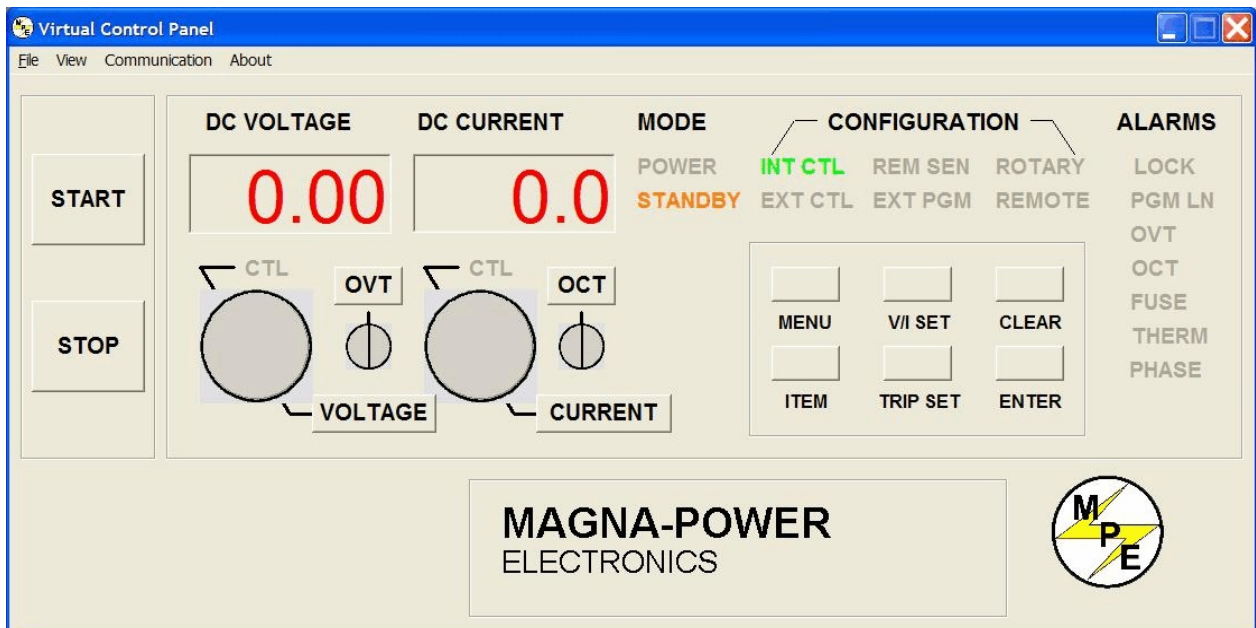 Virtual Control Panel
File View Communication About
START
STOP
DC VOLTAGE DC CURRENT MODE CONFIGURATION ALARMS
0.00 0.0
POWER INT CTL REM SEN ROTARY LOCK
STANDBY EXT CTL EXT PGM REMOTE PGM LN
OVT
OCT
FUSE
THERM
PHASE
CTL OVT CTL OCT
VOLTAGE CURRENT
MENU V/I SET CLEAR
ITEM TRIP SET ENTER
MAGNA-POWER
ELECTRONICS
M
P
E